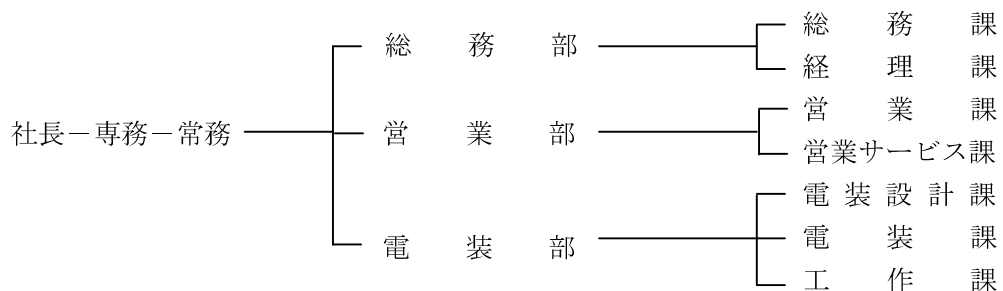 総務課
総務部
経理課
営業課
社長－専務－常務
営業部
営業サービス課
電装設計課
電装部
電装課
工作課